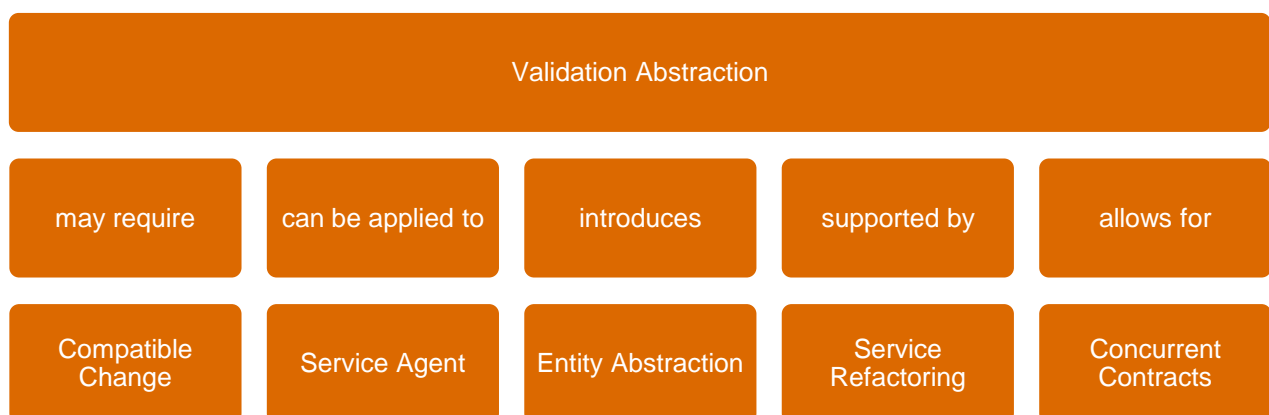 Validation Abstraction
may require
can be applied to
introduces
supported by
allows for
Compatible
Change
Service Agent
Entity Abstraction
Service
Refactoring
Concurrent
Contracts